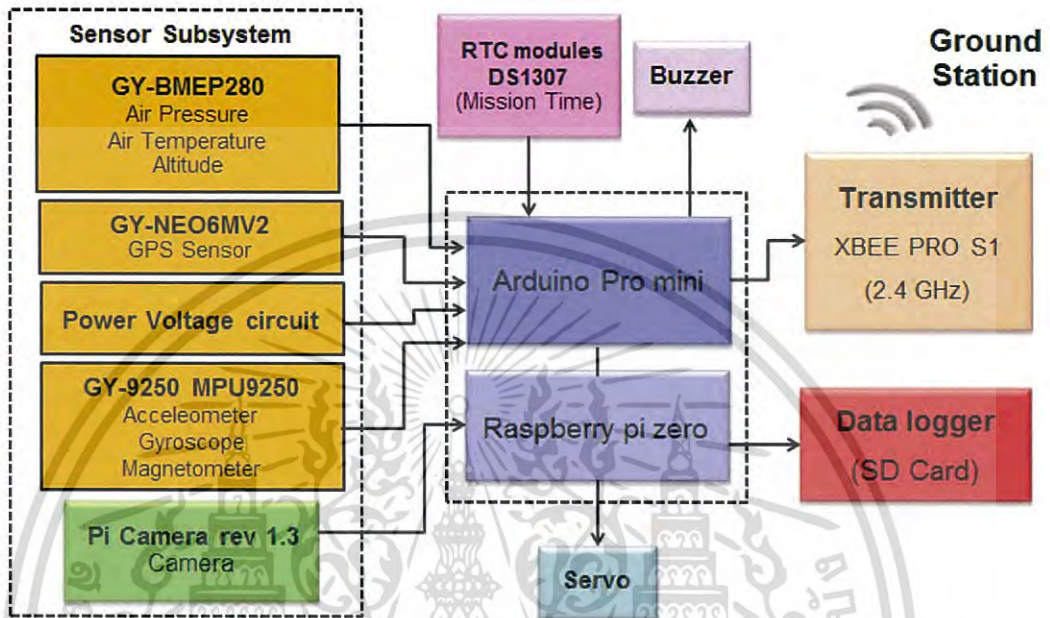 Sensor Subsystem
GY-BMEP280
Air Pressure
Air Temperature
Altitude
GY-NEO6MV2
GPS Sensor
Power Voltage circuit
GY-9250 MPU9250
Acceleometer
Gyroscope
Magnetometer
Pi Camera rev 1.3
Camera
RTC modules
DS1307
(Mission Time)
Buzzer
Arduino Pro mini
Raspberry pi zero
Servo
Ground
Station
Transmitter
XBEE PRO S1
(2.4 GHz)
Data logger
(SD Card)